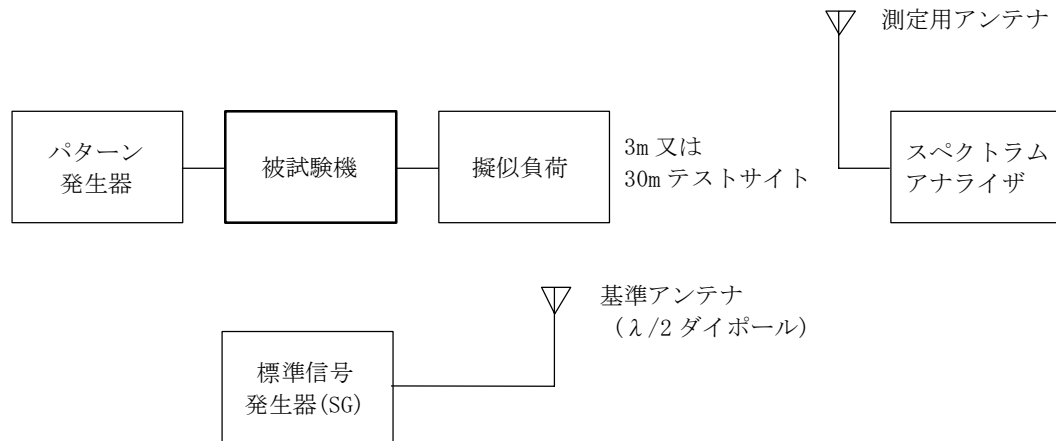 測定用アンテナ
パターン
発生器
被試験機
擬似負荷
3m 又は
30m テストサイト
スペクトラム
アナライザ
基準アンテナ
(λ/2 ダイポール)
標準信号
発生器(SG)